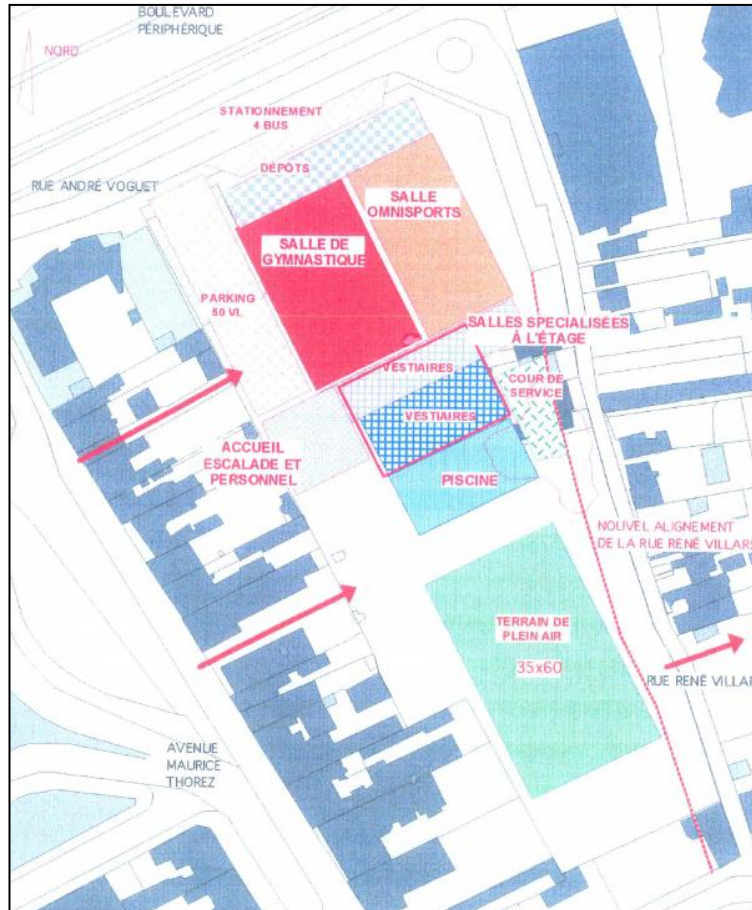 BOULEVARD
PÉRIPHÉRIQUE
NORD
STATIONNEMENT
4 BUS
DÉPÔTS
RUE ANDRÉ VOGUET
SALLE
OMNISPORTS
SALLE DE
GYMNASTIQUE
PARKING
50 VL
SALLES SPECIALISÉES
À L'ÉTAGE
VESTIAIRES
COUR DE
SERVICE
VESTIAIRES
ACCUEIL
ESCALADE ET
PERSONNEL
PISCINE
NOUVEL ALIGNEMENT
DE LA RUE RENÉ VILLARS
TERRAIN DE
PLEIN AIR
35x60
RUE RENÉ VILLAR
AVENUE
MAURICE
THOREZ